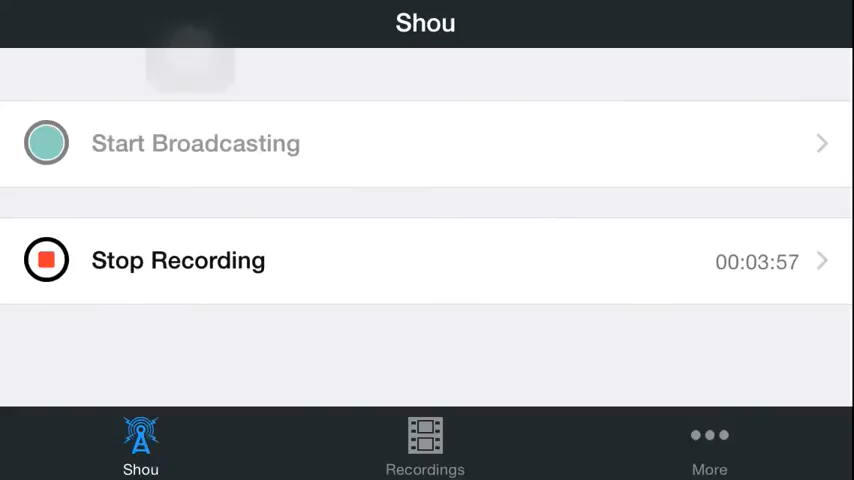 Shou
Start Broadcasting
Stop Recording 00:03:57
Shou Recordings More